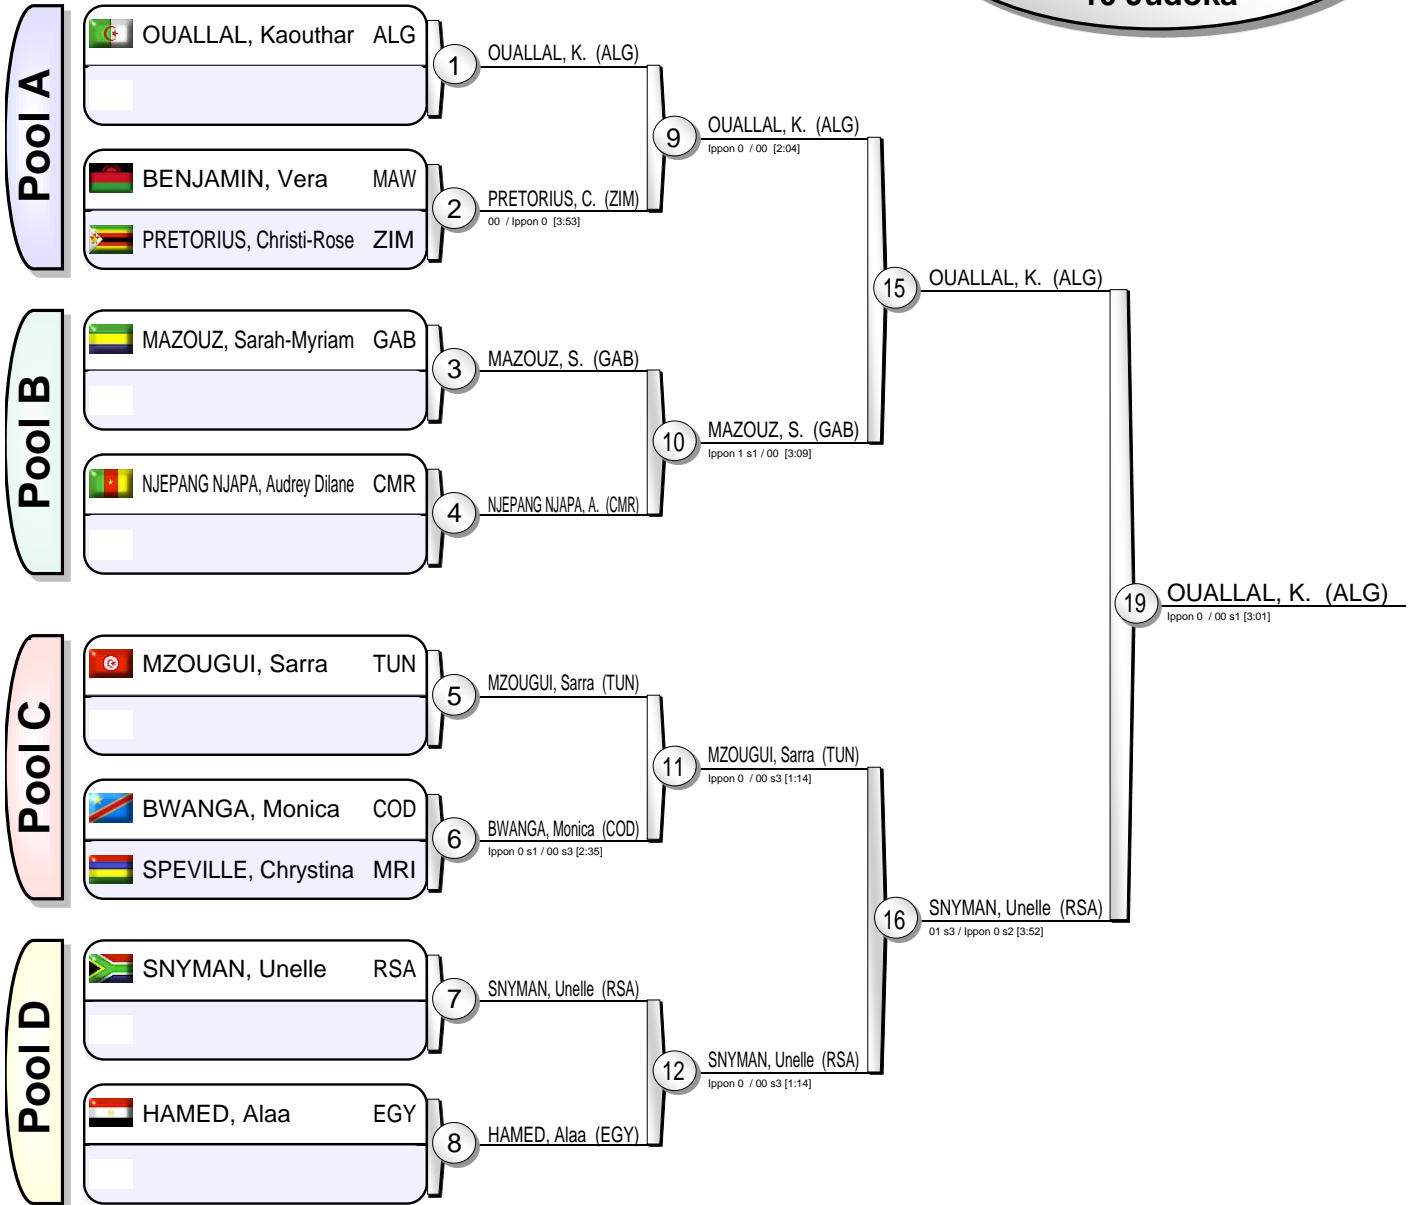 10 Judoka
Pool A
OUALLAL, Kaouthar ALG
1
OUALLAL, K. (ALG)
BENJAMIN, Vera MAW
PRETORIUS, Christi-Rose ZIM
2
PRETORIUS, C. (ZIM)
00 / Ippon 0 [3:53]
9
OUALLAL, K. (ALG)
Ippon 0 / 00 [2:04]
Pool B
MAZOUZ, Sarah-Myriam GAB
3
MAZOUZ, S. (GAB)
NJEPANG NJAPA, Audrey Dilane CMR
4
NJEPANG NJAPA, A. (CMR)
10
MAZOUZ, S. (GAB)
Ippon 1 s1 / 00 [3:09]
15
OUALLAL, K. (ALG)
Pool C
MZOUGUI, Sarra TUN
5
MZOUGUI, Sarra (TUN)
BWANGA, Monica COD
SPEVILLE, Chrystina MRI
6
BWANGA, Monica (COD)
Ippon 0 s1 / 00 s3 [2:35]
11
MZOUGUI, Sarra (TUN)
Ippon 0 / 00 s3 [1:14]
Pool D
SNYMAN, Unelle RSA
7
SNYMAN, Unelle (RSA)
HAMED, Alaa EGY
8
HAMED, Alaa (EGY)
12
SNYMAN, Unelle (RSA)
Ippon 0 / 00 s3 [1:14]
16
SNYMAN, Unelle (RSA)
01 s3 / Ippon 0 s2 [3:52]
19
OUALLAL, K. (ALG)
Ippon 0 / 00 s1 [3:01]